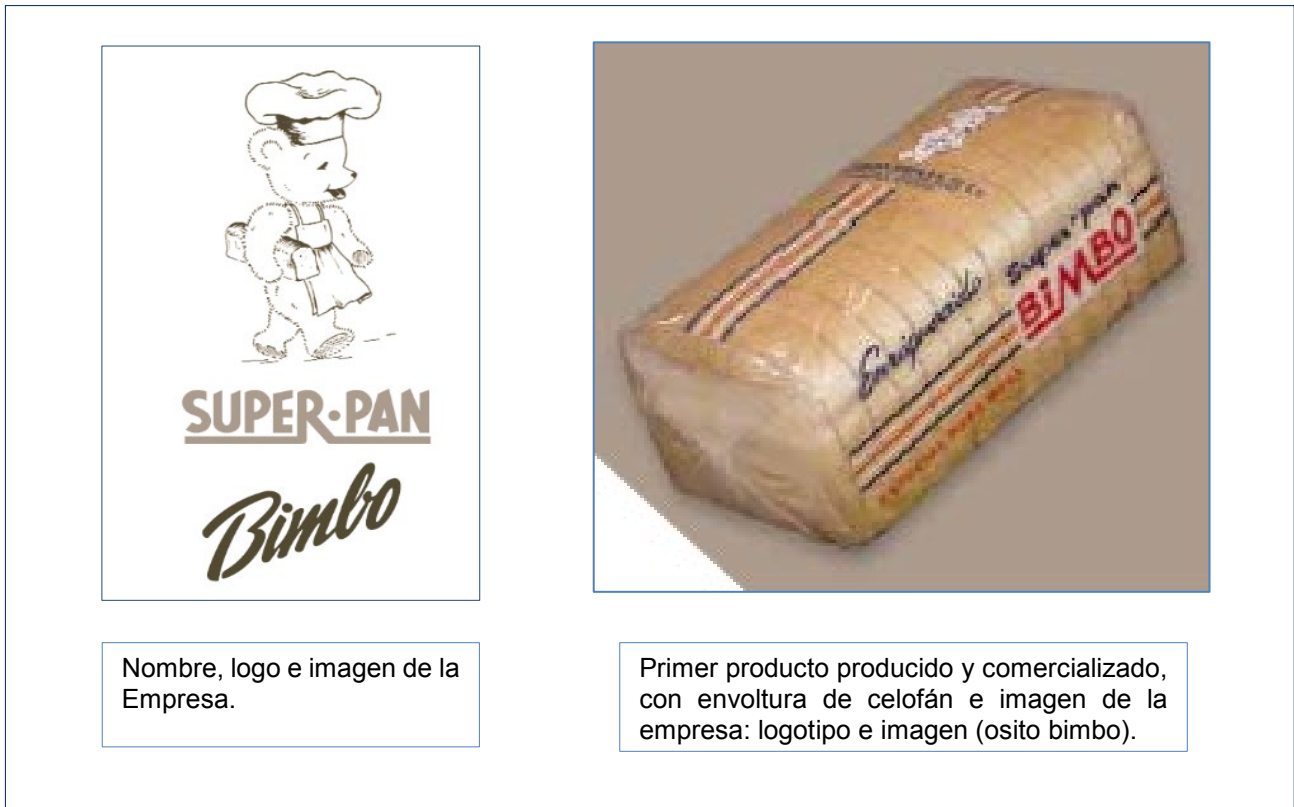 SUPER-PAN
Bimbo
Enriquecido Super-pan
BiMBO
Nombre, logo e imagen de la
Empresa.
Primer producto producido y comercializado,
con envoltura de celofán e imagen de la
empresa: logotipo e imagen (osito bimbo).